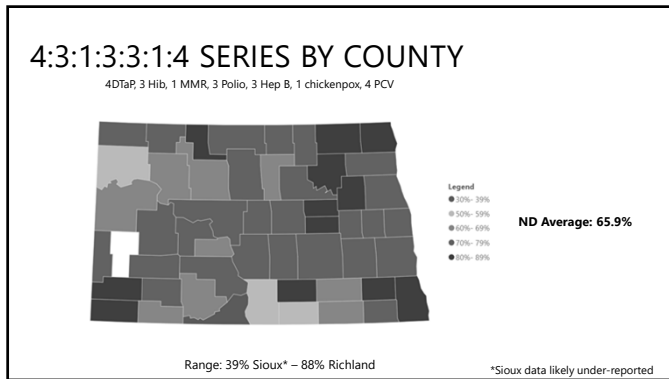 4:3:1:3:3:1:4 SERIES BY COUNTY
4DTaP, 3 Hib, 1 MMR, 3 Polio, 3 Hep B, 1 chickenpox, 4 PCV
Legend
30%- 39%
50%- 59%
60%- 69%
70%- 79%
80%- 89%
ND Average: 65.9%
Range: 39% Sioux* – 88% Richland
*Sioux data likely under-reported